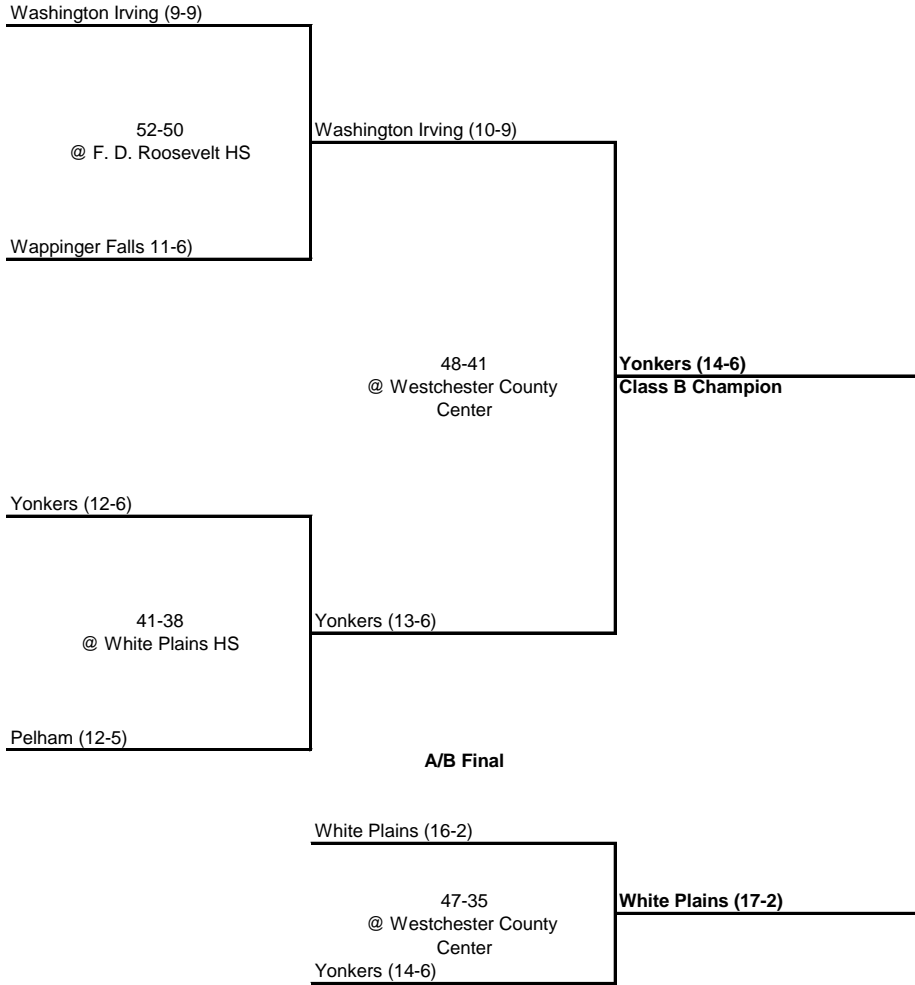 Washington Irving (9-9)
52-50
@ F. D. Roosevelt HS
Washington Irving (10-9)
Wappinger Falls 11-6)
48-41
@ Westchester County
Center
Yonkers (14-6)
Class B Champion
Yonkers (12-6)
41-38
@ White Plains HS
Yonkers (13-6)
Pelham (12-5)
A/B Final
White Plains (16-2)
47-35
@ Westchester County
Center
White Plains (17-2)
Yonkers (14-6)